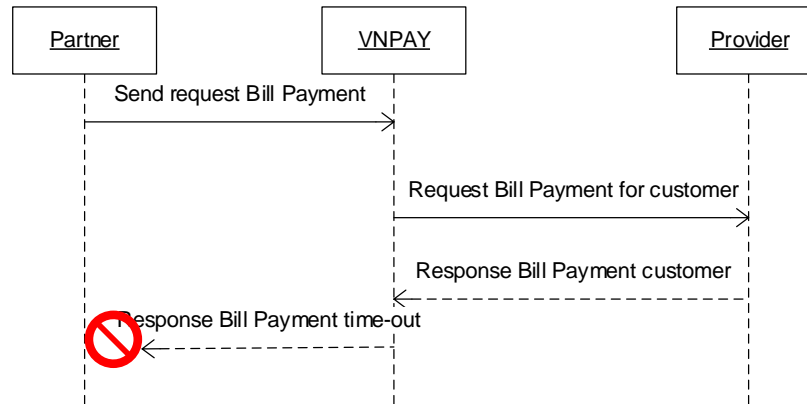 Partner
VNPAY
Provider
Send request Bill Payment
Request Bill Payment for customer
Response Bill Payment customer
Response Bill Payment time-out